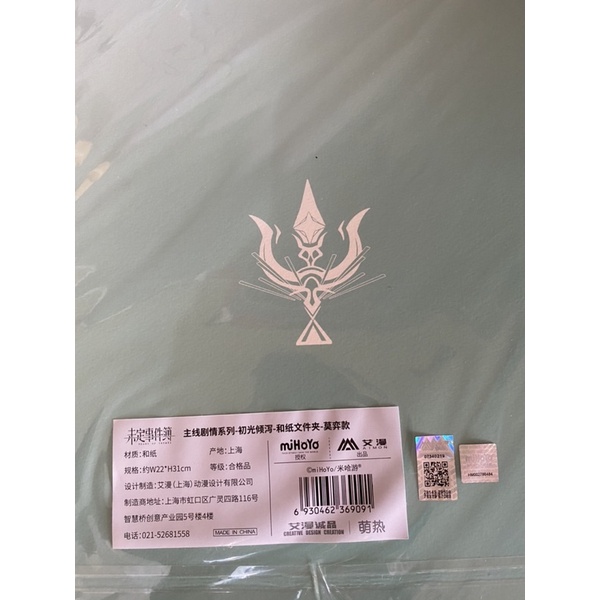 未定事件簿
主线剧情系列-初光倾泻-和纸文件夹-莫弈款
材质:和纸
产地:上海
规格:约W22*H31cm
等级:合格品
设计制造:艾漫(上海)动漫设计有限公司
制造商地址:上海市虹口区广灵四路116号
智慧桥创意产业园5号楼4楼
电话:021-52681558
MADE IN CHINA
miHoYo
授权
艾漫
AIMON
出品
©miHoYo/米哈游®
6 930462 369091
艾漫诚品
CREATIVE DESIGN CREATION
萌热